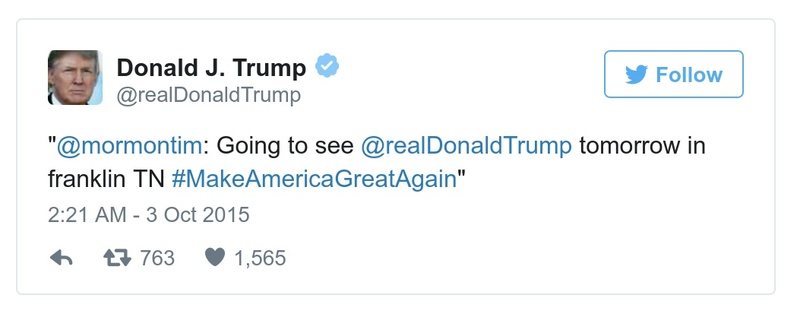 Donald J. Trump
Follow
@realDonaldTrump
"@mormontim: Going to see @realDonaldTrump tomorrow in
franklin TN #MakeAmericaGreatAgain"
2:21 AM - 3 Oct 2015
763 1,565